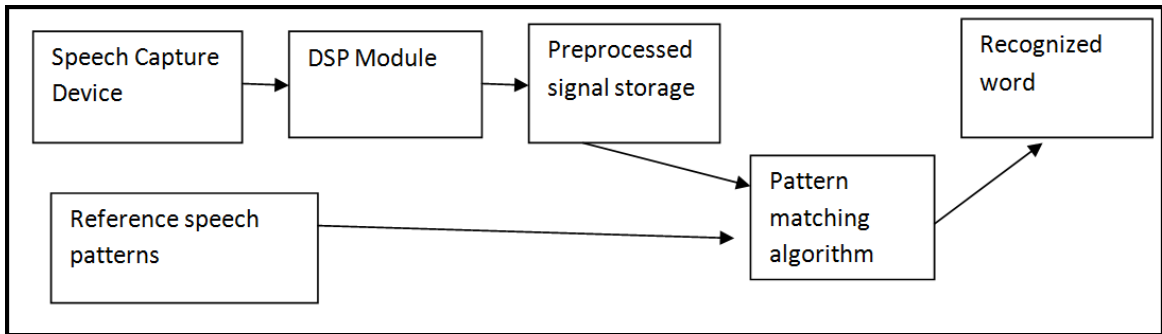 Speech Capture
Device
DSP Module
Preprocessed
signal storage
Recognized
word
Reference speech
patterns
Pattern
matching
algorithm